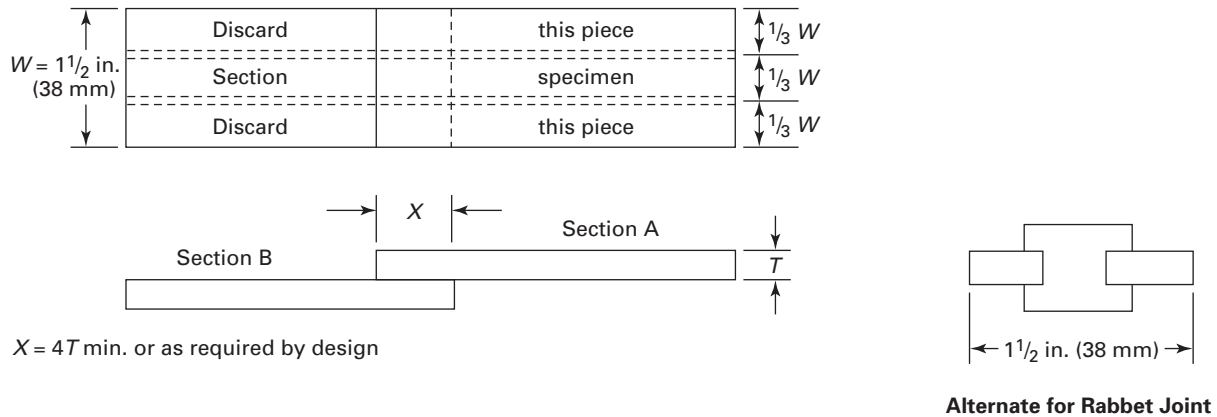 Discard this piece 1/3 W
W = 1 1/2 in.
(38 mm)
Section specimen 1/3 W
Discard this piece 1/3 W
X
Section A
Section B
T
X = 4T min. or as required by design
1 1/2 in. (38 mm)
Alternate for Rabbet Joint